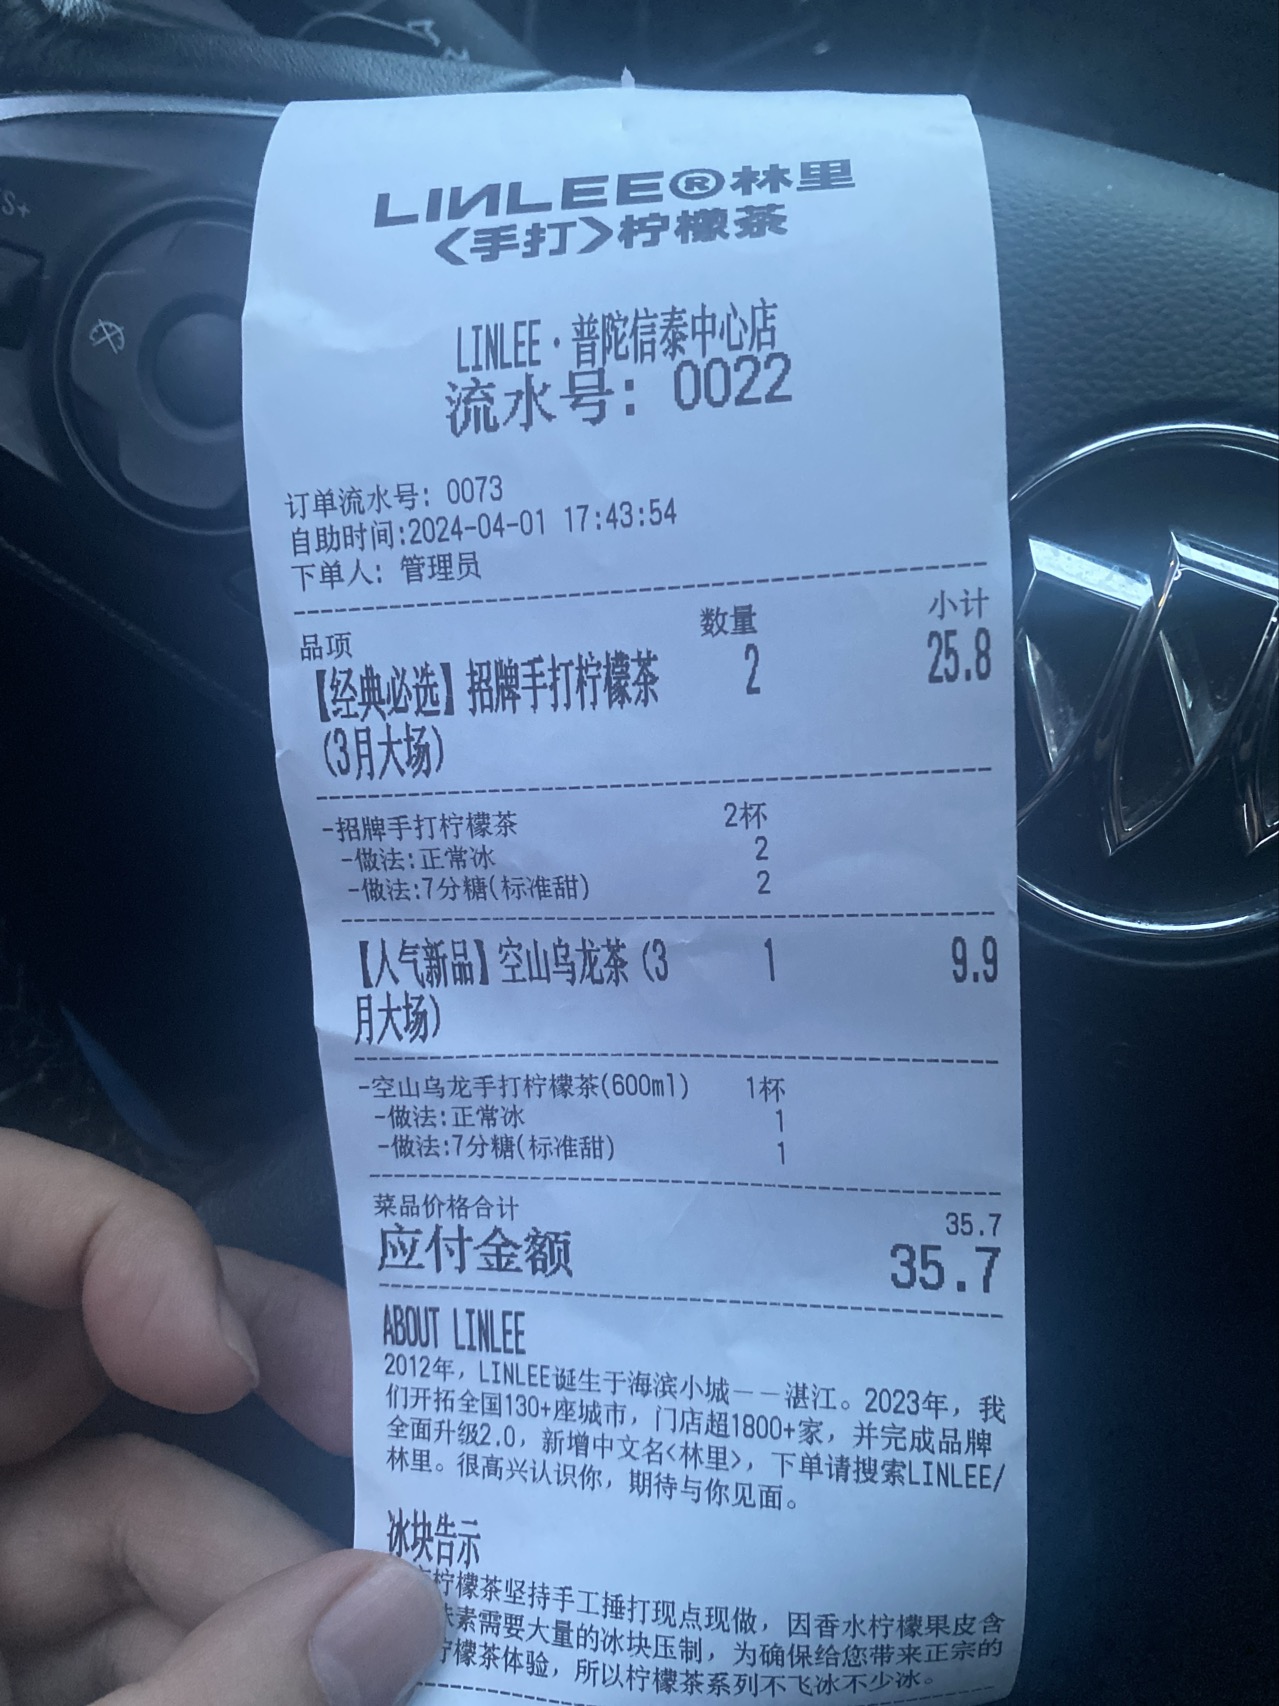 LINLEE®林里
<手打>柠檬茶
LINLEE·普陀信泰中心店
流水号: 0022
订单流水号: 0073
自助时间:2024-04-01 17:43:54
下单人: 管理员
品项 数量 小计
【经典必选】招牌手打柠檬茶 2 25.8
(3月大场)
-招牌手打柠檬茶 2杯
-做法:正常冰 2
-做法:7分糖(标准甜) 2
【人气新品】空山乌龙茶(3 1 9.9
月大场)
-空山乌龙手打柠檬茶(600ml) 1杯
-做法:正常冰 1
-做法:7分糖(标准甜) 1
菜品价格合计 35.7
应付金额 35.7
ABOUT LINLEE
2012年, LINLEE诞生于海滨小城——湛江。2023年, 我
们开拓全国130+座城市, 门店超1800+家, 并完成品牌
全面升级2.0, 新增中文名<林里>, 下单请搜索LINLEE/
林里。很高兴认识你, 期待与你见面。
冰块告示
柠檬茶坚持手工捶打现点现做, 因香水柠檬果皮含
素需要大量的冰块压制, 为确保给您带来正宗的
柠檬茶体验, 所以柠檬茶系列不飞冰不少冰。
S+